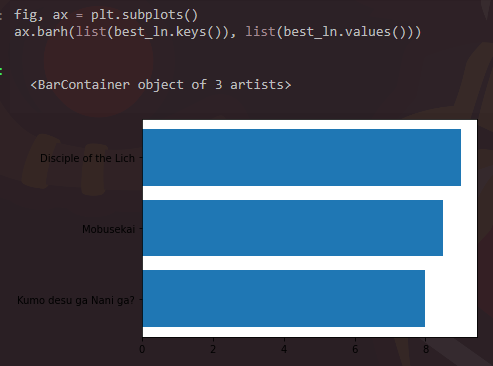 fig, ax = plt.subplots()
ax.barh(list(best_ln.keys()), list(best_ln.values()))
<BarContainer object of 3 artists>
Disciple of the Lich
Mobusekai
Kumo desu ga Nani ga?
0 2 4 6 8